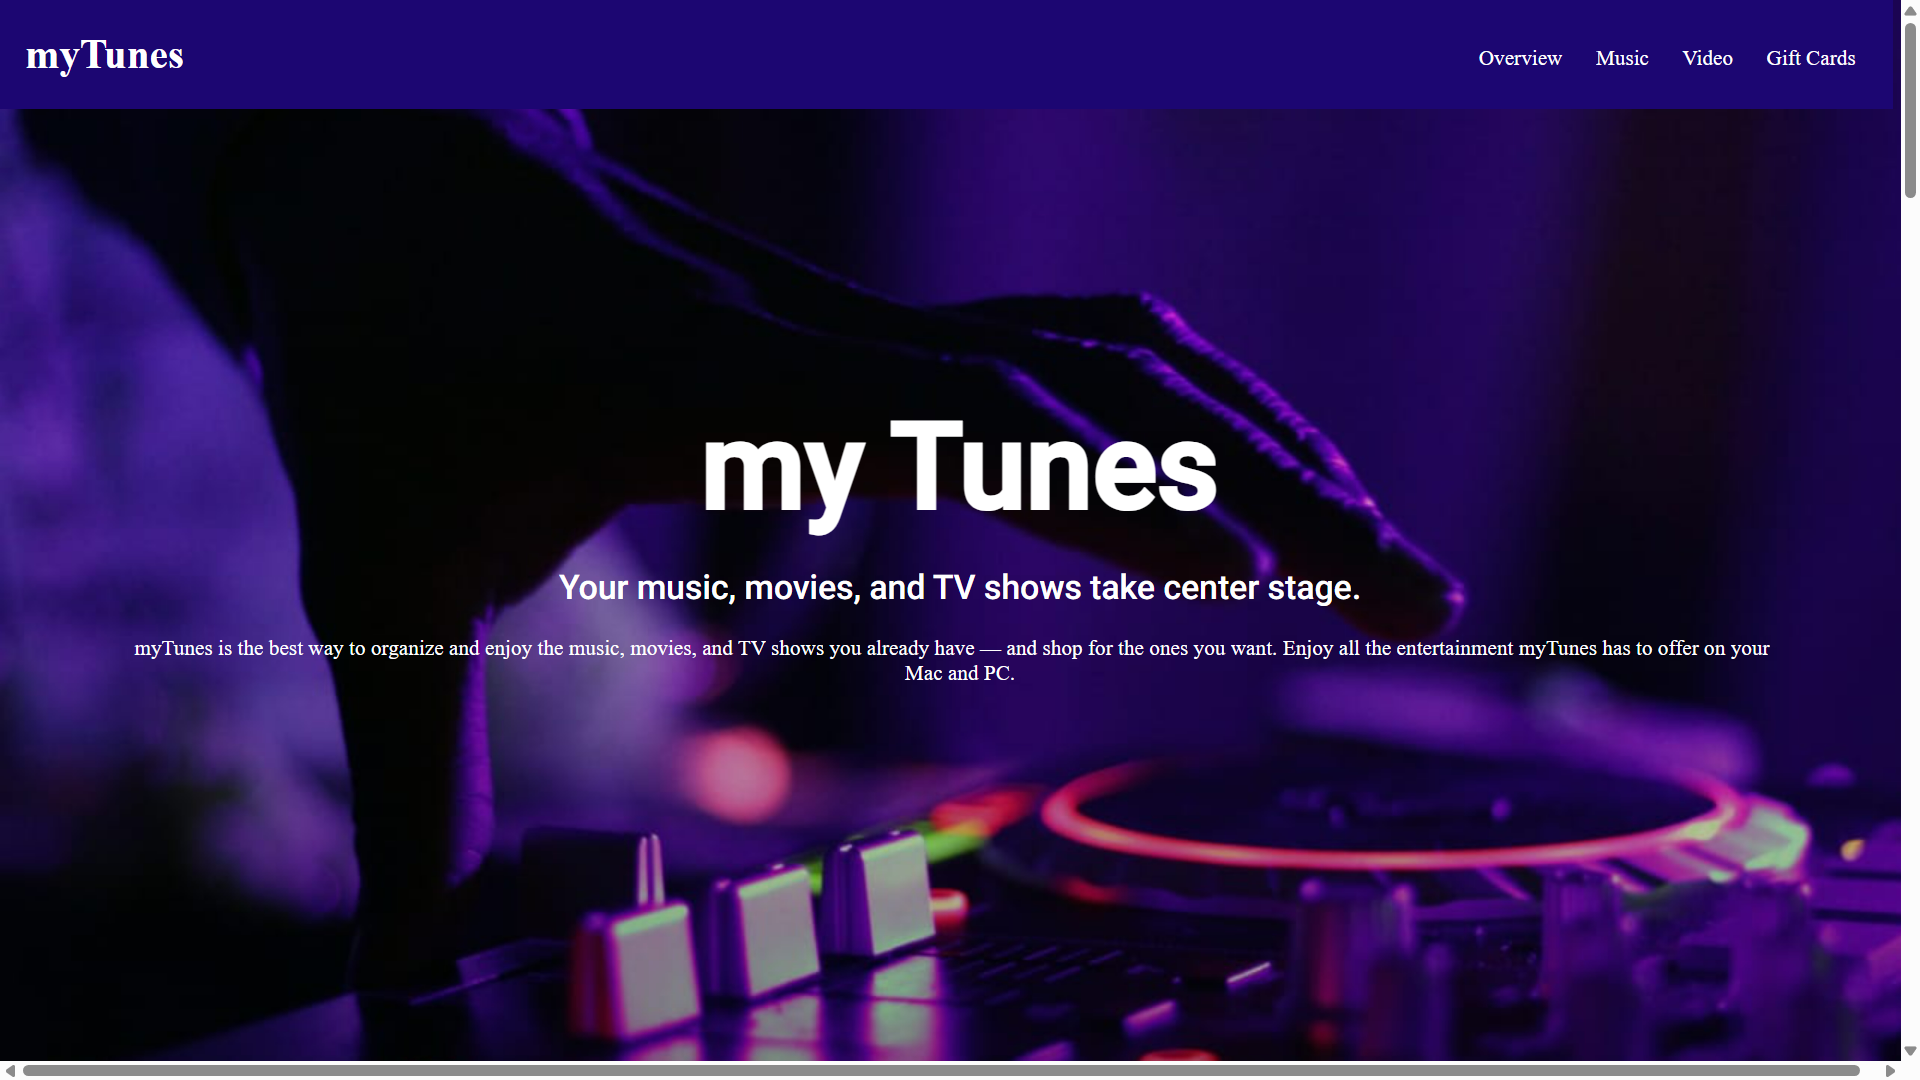 myTunes
Overview
Music
Video
Gift Cards
my Tunes
Your music, movies, and TV shows take center stage.
myTunes is the best way to organize and enjoy the music, movies, and TV shows you already have — and shop for the ones you want. Enjoy all the entertainment myTunes has to offer on your
Mac and PC.